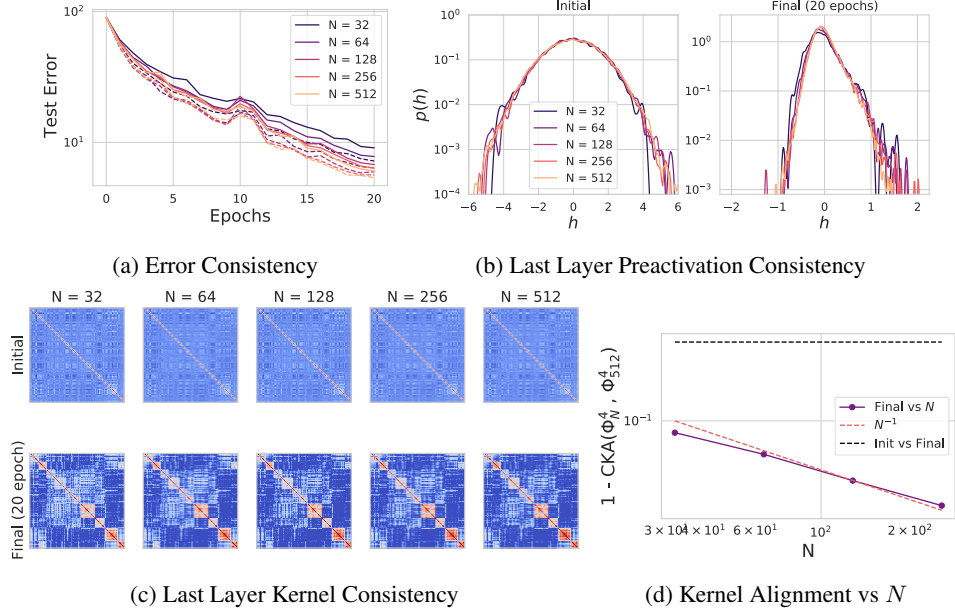 Initial
Final (20 epochs)
10²
10¹
Test Error
0
5
10
15
20
Epochs
N = 32
N = 64
N = 128
N = 256
N = 512
10⁰
10⁻¹
10⁻²
10⁻³
10⁻⁴
p(h)
−6
−4
−2
0
2
4
6
h
N = 32
N = 64
N = 128
N = 256
N = 512
10⁰
10⁻¹
10⁻²
10⁻³
−2
−1
0
1
2
h
(a) Error Consistency
(b) Last Layer Preactivation Consistency
N = 32
N = 64
N = 128
N = 256
N = 512
Initial
Final (20 epoch)
1 - CKA(Φ⁴_N , Φ⁴_512)
10⁻¹
Final vs N
N⁻¹
Init vs Final
6 × 10¹
10²
2 × 10²
N
(c) Last Layer Kernel Consistency
(d) Kernel Alignment vs N